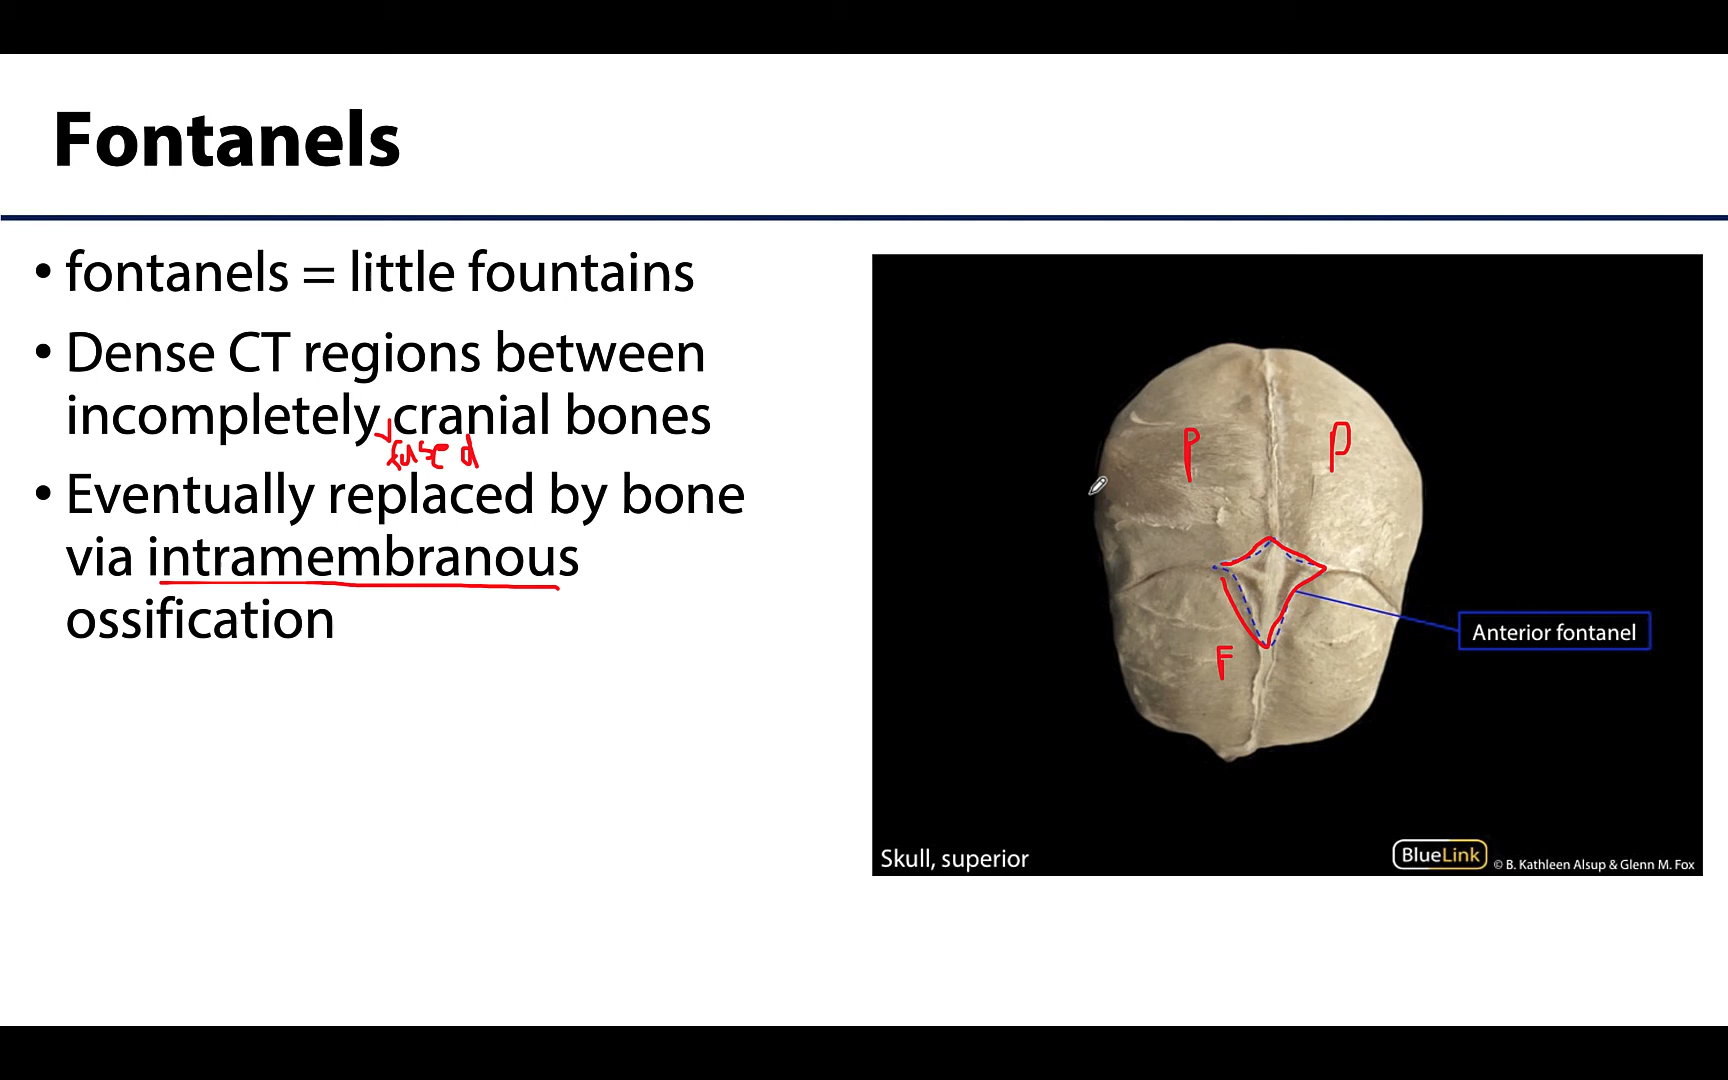 Fontanels
• fontanels = little fountains
• Dense CT regions between
incompletely cranial bones
fused
• Eventually replaced by bone
via intramembranous
ossification
P
P
F
Anterior fontanel
Skull, superior
BlueLink © B. Kathleen Alsup & Glenn M. Fox